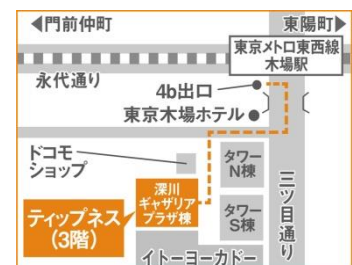 ◀門前仲町
東陽町▶
東京メトロ東西線
木場駅
永代通り
4b出口
東京木場ホテル
ドコモ
ショップ
タワー
N棟
深川
ギャザリア
プラザ棟
ティップネス
(3階)
タワー
S棟
三ツ目通り
イトーヨーカドー